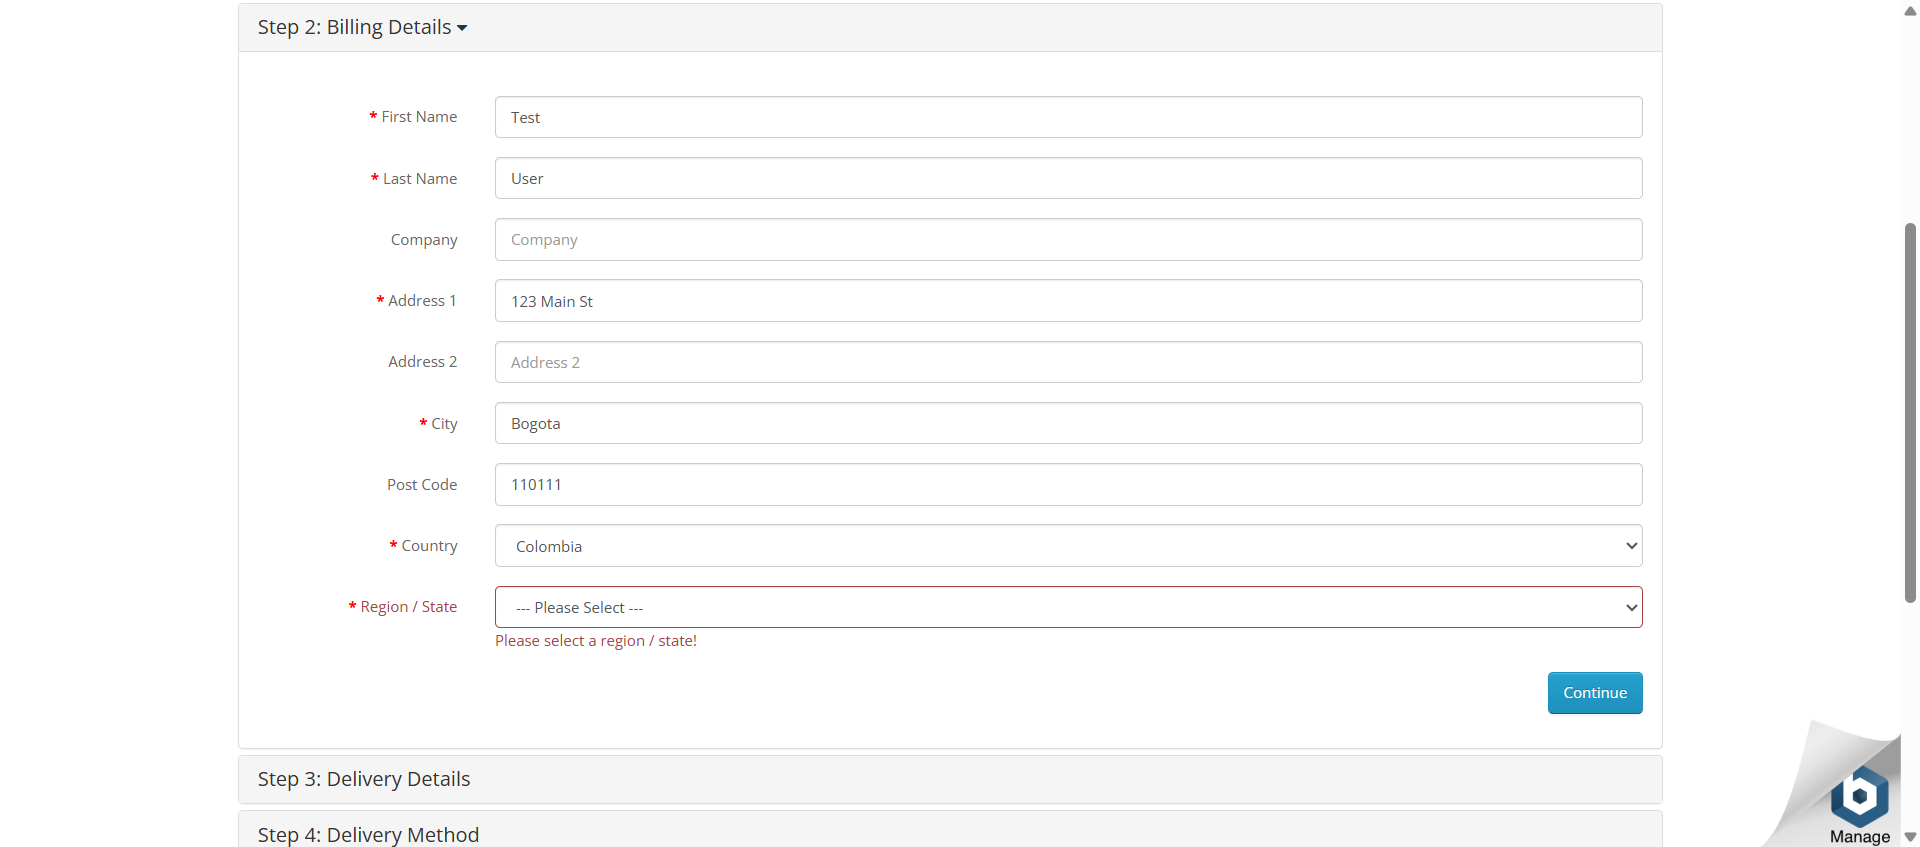 Step 2: Billing Details
* First Name
Test
* Last Name
User
Company
Company
* Address 1
123 Main St
Address 2
Address 2
* City
Bogota
Post Code
110111
* Country
Colombia
* Region / State
--- Please Select ---
Please select a region / state!
Continue
Step 3: Delivery Details
Step 4: Delivery Method
b
Manage